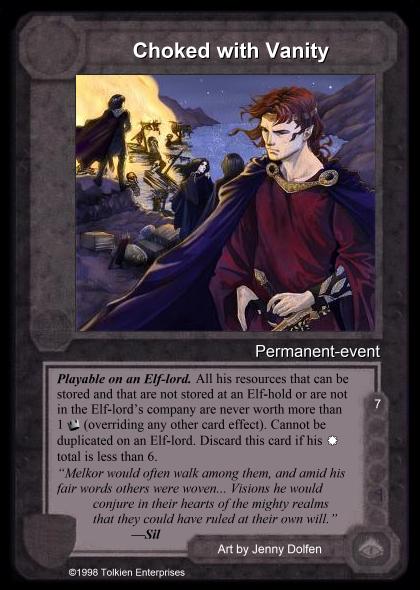 Choked with Vanity
Permanent-event
Playable on an Elf-lord. All his resources that can be
stored and that are not stored at an Elf-hold or are not
in the Elf-lord's company are never worth more than
1 (overriding any other card effect). Cannot be
duplicated on an Elf-lord. Discard this card if his
total is less than 6.
7
"Melkor would often walk among them, and amid his
fair words others were woven... Visions he would
conjure in their hearts of the mighty realms
that they could have ruled at their own will."
—Sil
Art by Jenny Dolfen
©1998 Tolkien Enterprises